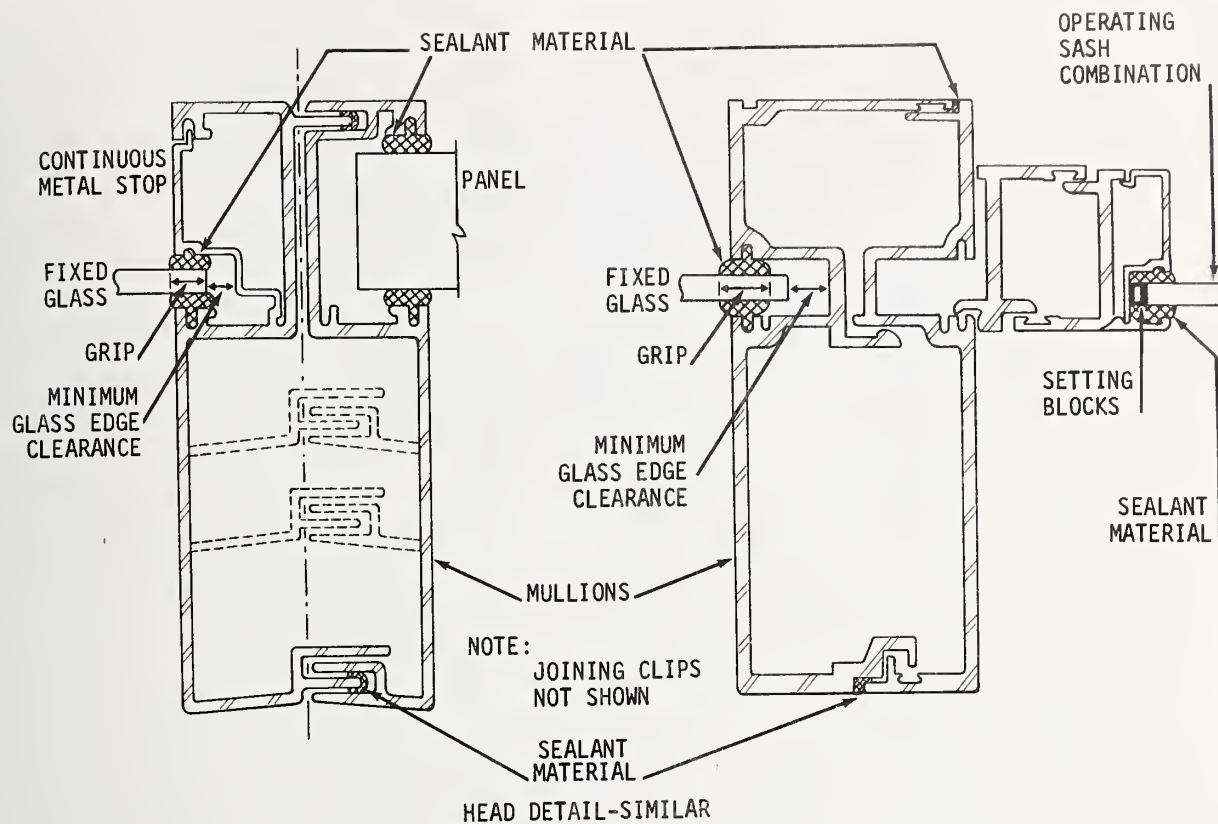 SEALANT MATERIAL
OPERATING
SASH
COMBINATION
CONTINUOUS
METAL STOP
PANEL
FIXED
GLASS
FIXED
GLASS
GRIP
GRIP
MINIMUM
GLASS EDGE
CLEARANCE
SETTING
BLOCKS
MINIMUM
GLASS EDGE
CLEARANCE
SEALANT
MATERIAL
MULLIONS
NOTE:
JOINING CLIPS
NOT SHOWN
SEALANT
MATERIAL
HEAD DETAIL-SIMILAR